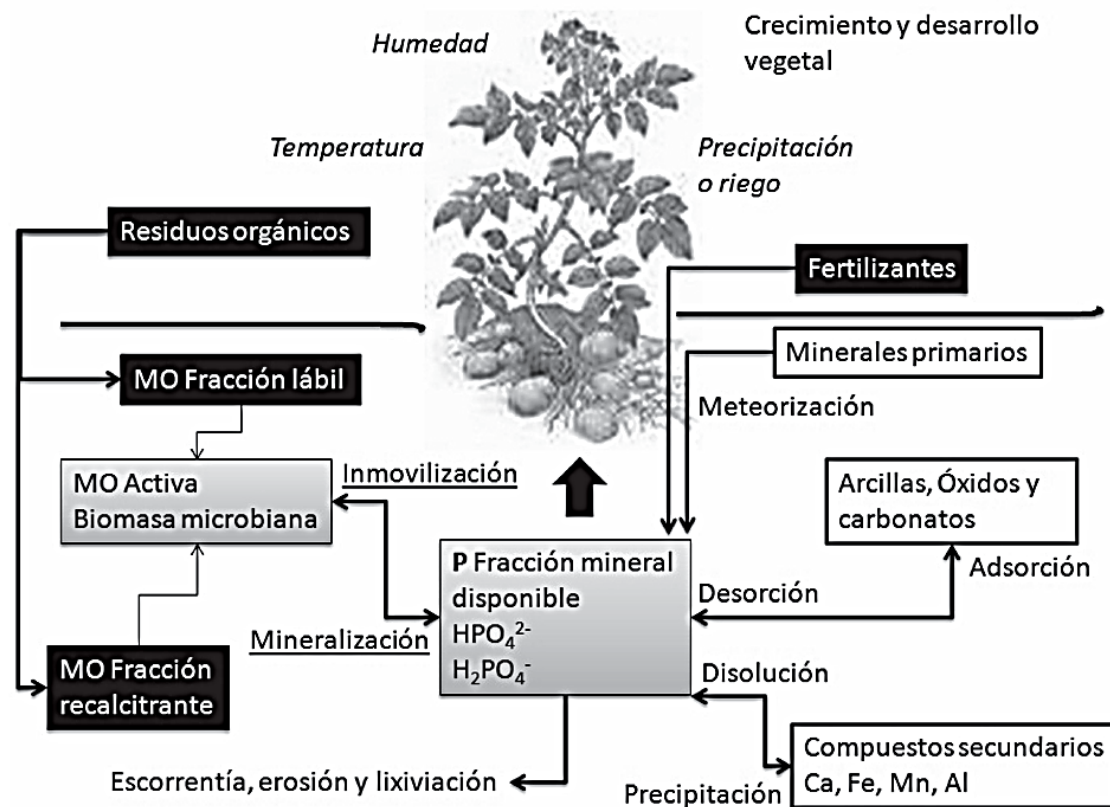 Humedad
Crecimiento y desarrollo
vegetal
Temperatura
Precipitación
o riego
Residuos orgánicos
Fertilizantes
MO Fracción lábil
Minerales primarios
Meteorización
MO Activa
Biomasa microbiana
Inmovilización
Arcillas, Óxidos y
carbonatos
Adsorción
P Fracción mineral
disponible
HPO₄²⁻
H₂PO₄⁻
Desorción
Mineralización
MO Fracción
recalcitrante
Disolución
Compuestos secundarios
Ca, Fe, Mn, Al
Precipitación
Escorrentía, erosión y lixiviación